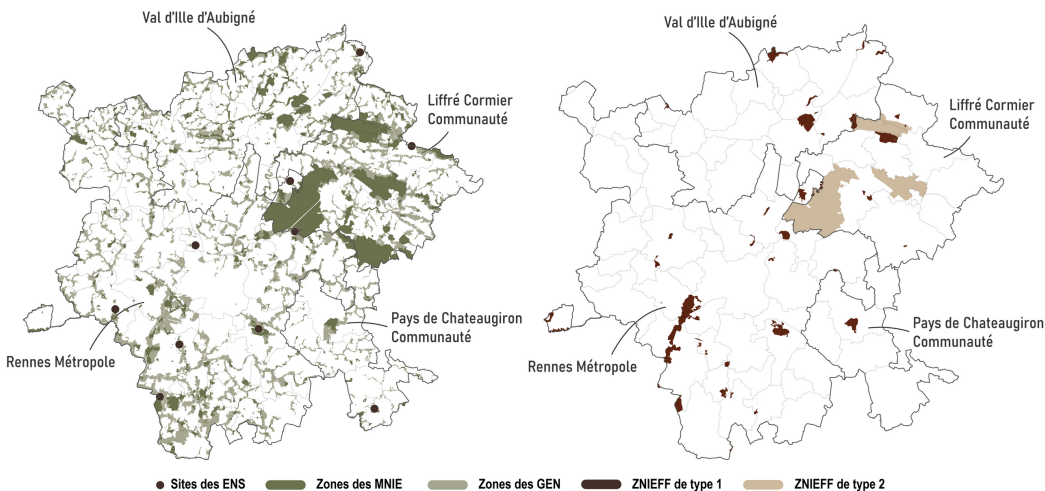 Val d'Ille d'Aubigné
Liffré Cormier
Communauté
Pays de Chateaugiron
Communauté
Rennes Métropole
Val d'Ille d'Aubigné
Liffré Cormier
Communauté
Pays de Chateaugiron
Communauté
Rennes Métropole
Sites des ENS
Zones des MNIE
Zones des GEN
ZNIEFF de type 1
ZNIEFF de type 2